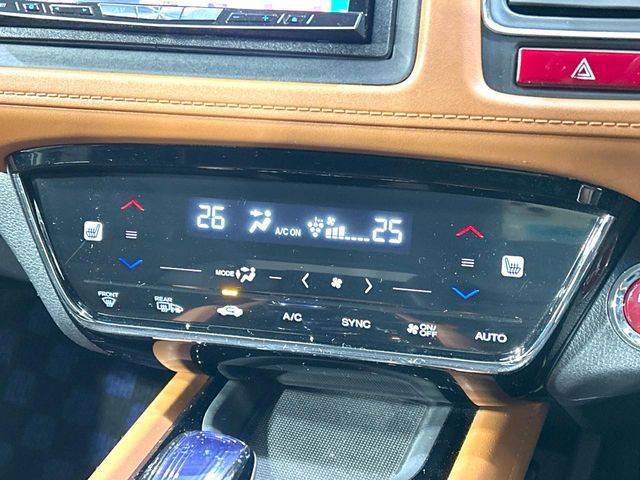 26 A/C ON 25
MODE
FRONT
REAR
A/C
SYNC
ON/
OFF
AUTO